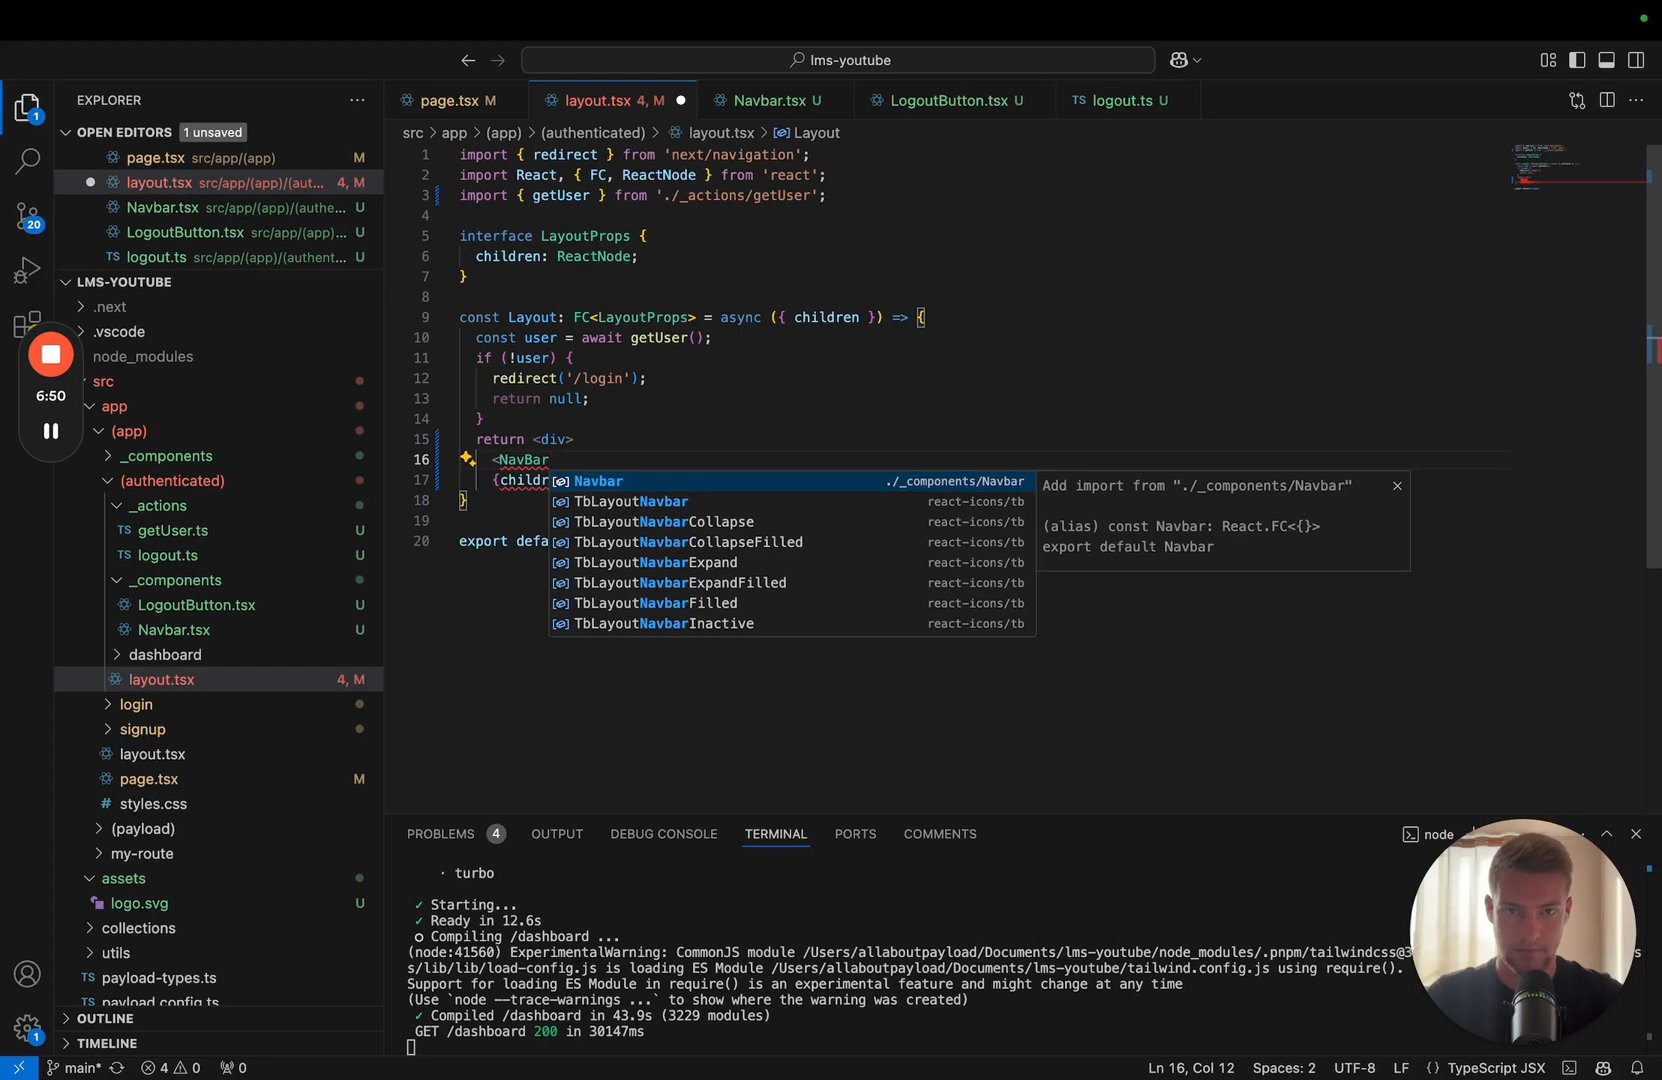 lms-youtube
EXPLORER
OPEN EDITORS 1 unsaved
page.tsx src/app/(app) M
layout.tsx src/app/(app)/(aut... 4, M
Navbar.tsx src/app/(app)/(authe... U
LogoutButton.tsx src/app/(app)... U
logout.ts src/app/(app)/(authent... U
LMS-YOUTUBE
.next
.vscode
node_modules
src
app
(app)
_components
(authenticated)
_actions
getUser.ts U
logout.ts U
_components
LogoutButton.tsx U
Navbar.tsx U
dashboard
layout.tsx 4, M
login
signup
layout.tsx
page.tsx M
styles.css
(payload)
my-route
assets
logo.svg U
collections
utils
payload-types.ts
payload.config.ts
OUTLINE
TIMELINE
1
20
6:50
1
page.tsx M
layout.tsx 4, M
Navbar.tsx U
LogoutButton.tsx U
logout.ts U
src > app > (app) > (authenticated) > layout.tsx > Layout
1 import { redirect } from 'next/navigation';
2 import React, { FC, ReactNode } from 'react';
3 import { getUser } from './_actions/getUser';
4
5 interface LayoutProps {
6 children: ReactNode;
7 }
8
9 const Layout: FC<LayoutProps> = async ({ children }) => {
10 const user = await getUser();
11 if (!user) {
12 redirect('/login');
13 return null;
14 }
15 return <div>
16 <NavBar
17 {childr
18 }
19
20 export defa
Navbar ./_components/Navbar
TbLayoutNavbar react-icons/tb
TbLayoutNavbarCollapse react-icons/tb
TbLayoutNavbarCollapseFilled react-icons/tb
TbLayoutNavbarExpand react-icons/tb
TbLayoutNavbarExpandFilled react-icons/tb
TbLayoutNavbarFilled react-icons/tb
TbLayoutNavbarInactive react-icons/tb
Add import from "./_components/Navbar"
(alias) const Navbar: React.FC<{}>
export default Navbar
PROBLEMS 4 OUTPUT DEBUG CONSOLE TERMINAL PORTS COMMENTS
node
· turbo
✓ Starting...
✓ Ready in 12.6s
○ Compiling /dashboard ...
(node:41560) ExperimentalWarning: CommonJS module /Users/allaboutpayload/Documents/lms-youtube/node_modules/.pnpm/tailwindcss@3
s/lib/lib/load-config.js is loading ES Module /Users/allaboutpayload/Documents/lms-youtube/tailwind.config.js using require().
Support for loading ES Module in require() is an experimental feature and might change at any time
(Use `node --trace-warnings ...` to show where the warning was created)
✓ Compiled /dashboard in 43.9s (3229 modules)
GET /dashboard 200 in 30147ms
main* 4 0 0
Ln 16, Col 12 Spaces: 2 UTF-8 LF {} TypeScript JSX